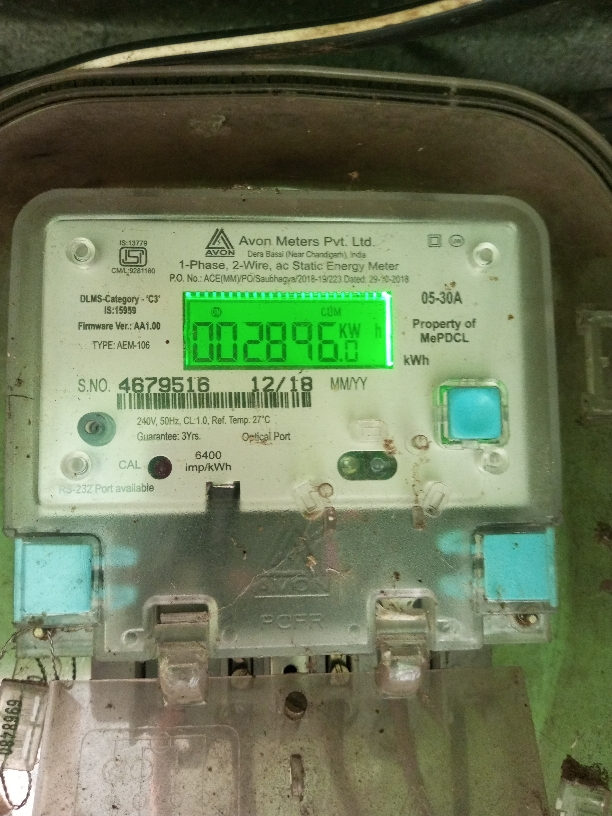 IS:13779
ISI
CM/L:9281160
AVON
Avon Meters Pvt. Ltd.
Dera Bassi (Near Chandigarh), India
1-Phase, 2-Wire, ac Static Energy Meter
P.O. No.: ACE(MM)/PO/Saubhagya/2018-19/223 Dated. 29-10-2018
DLMS-Category - 'C3'
IS:15959
Firmware Ver.: AA1.00
TYPE: AEM-106
CUM
002896.0 KW h
05-30A
Property of
MePDCL
kWh
S.NO. 4679516 12/18 MM/YY
240V, 50Hz, CL:1.0, Ref. Temp: 27°C
Guarantee: 3Yrs. Optical Port
CAL
6400
imp/kWh
RS-232 Port available
AVON